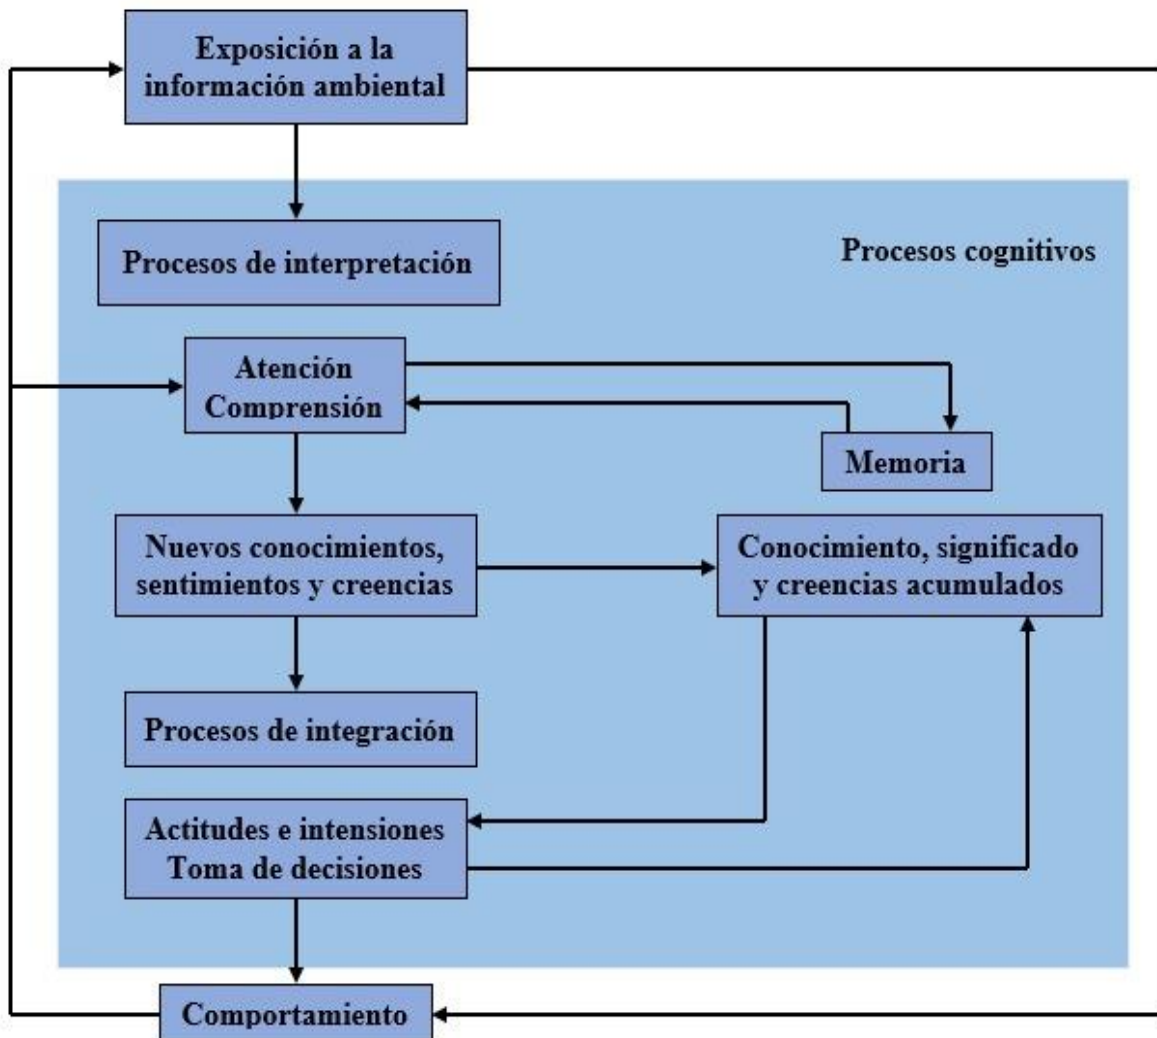 Exposición a la
información ambiental
Procesos de interpretación
Procesos cognitivos
Atención
Comprensión
Memoria
Nuevos conocimientos,
sentimientos y creencias
Conocimiento, significado
y creencias acumulados
Procesos de integración
Actitudes e intensiones
Toma de decisiones
Comportamiento